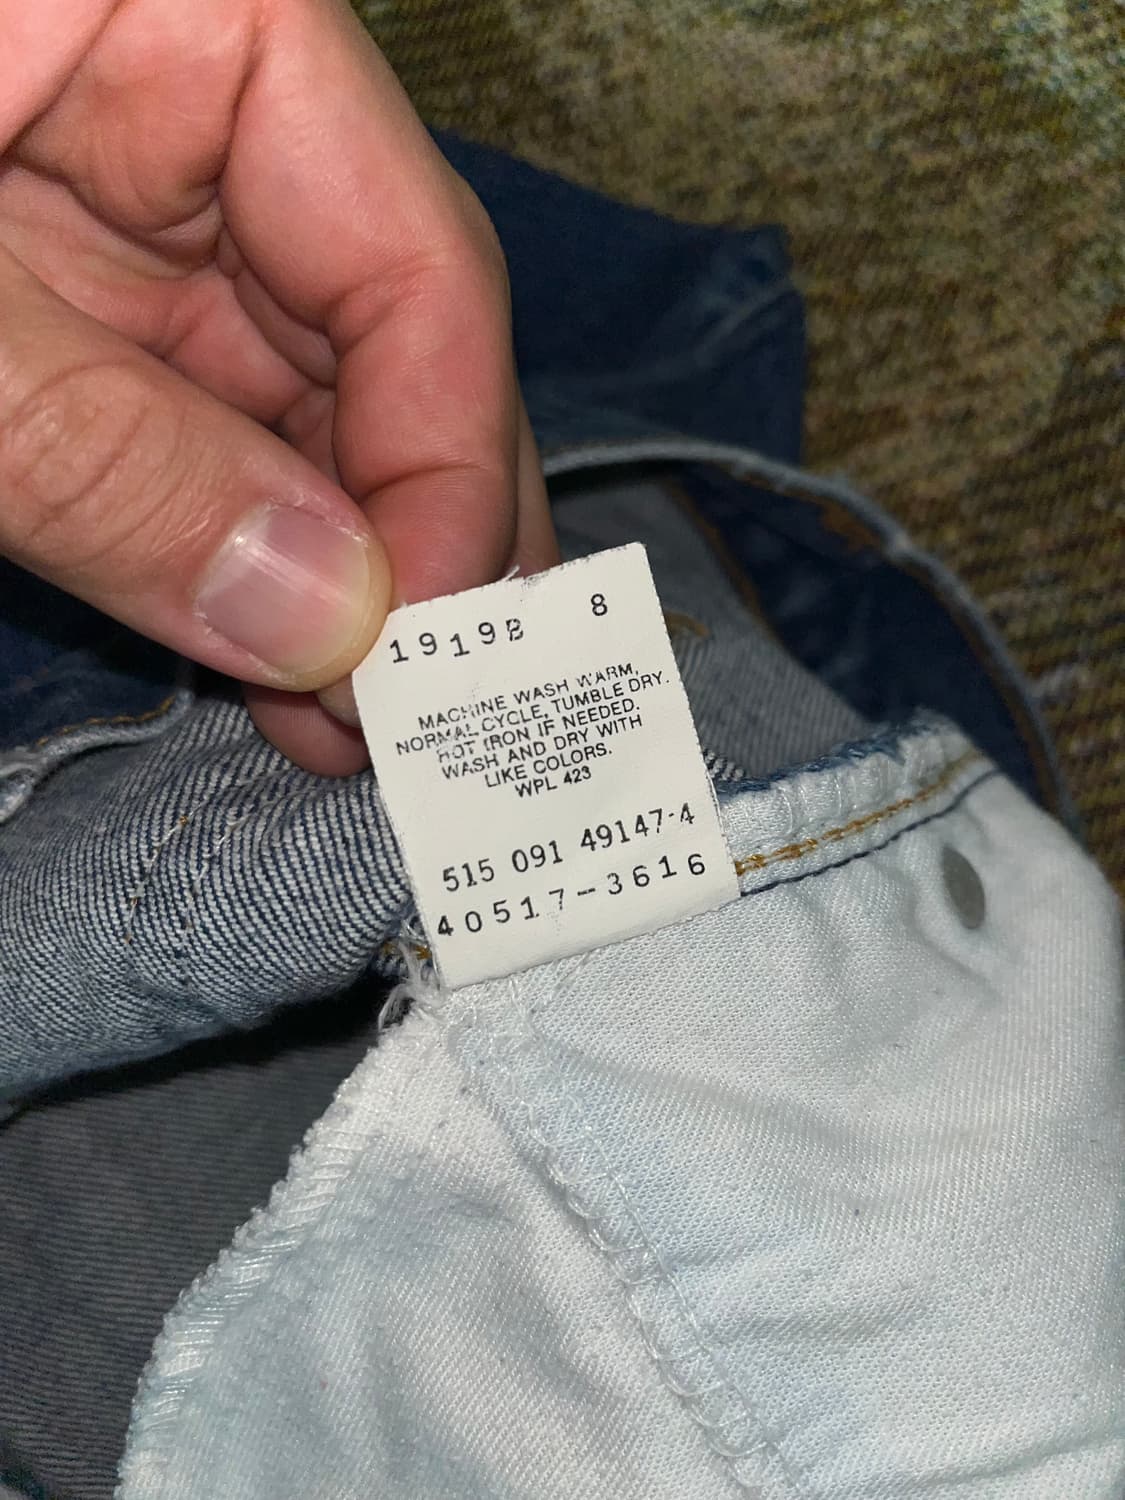 1919B 8
MACHINE WASH WARM,
NORMAL CYCLE, TUMBLE DRY.
HOT IRON IF NEEDED.
WASH AND DRY WITH
LIKE COLORS.
WPL 423
515 091 49147-4
40517-3616